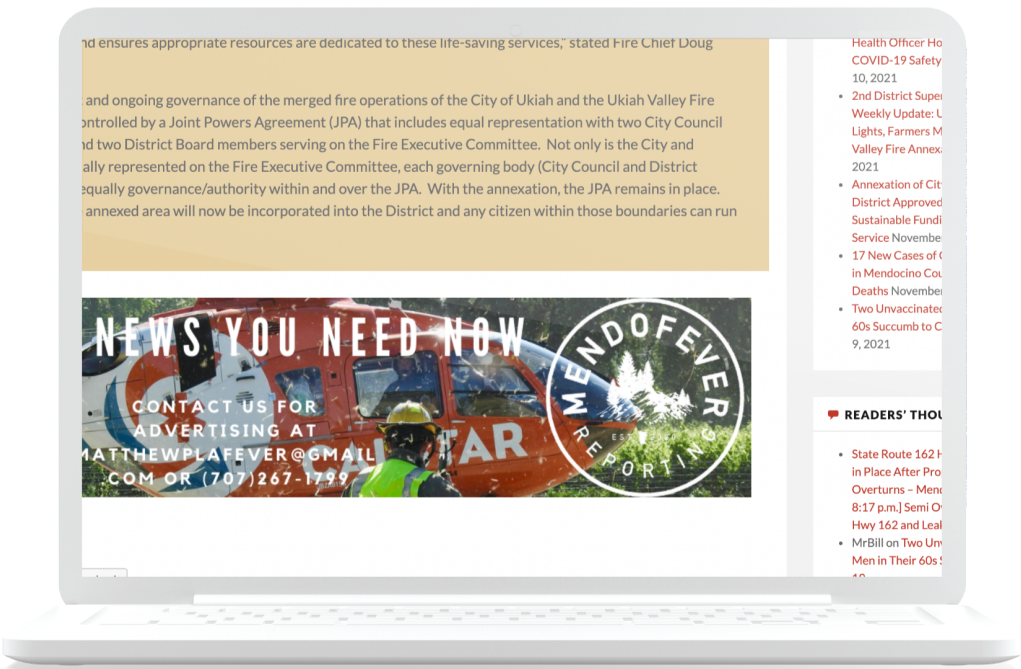 nd ensures appropriate resources are dedicated to these life-saving services,” stated Fire Chief Doug
and ongoing governance of the merged fire operations of the City of Ukiah and the Ukiah Valley Fire
ontrolled by a Joint Powers Agreement (JPA) that includes equal representation with two City Council
nd two District Board members serving on the Fire Executive Committee.  Not only is the City and
ally represented on the Fire Executive Committee, each governing body (City Council and District
equally governance/authority within and over the JPA.  With the annexation, the JPA remains in place.
annexed area will now be incorporated into the District and any citizen within those boundaries can run
NEWS YOU NEED NOW
CONTACT US FOR
ADVERTISING AT
MATTHEWPLAFEVER@GMAIL
COM OR (707)267-1799
CALSTAR
MENDOFEVER
REPORTING
Health Officer Ho
COVID-19 Safety
10, 2021
2nd District Super
Weekly Update: U
Lights, Farmers M
Valley Fire Annexa
2021
Annexation of Cit
District Approved
Sustainable Fundi
Service Novembe
17 New Cases of C
in Mendocino Cou
Deaths November
Two Unvaccinated
60s Succumb to C
9, 2021
READERS' THOU
State Route 162 H
in Place After Pro
Overturns – Mend
8:17 p.m.] Semi Ov
Hwy 162 and Leak
MrBill on Two Unv
Men in Their 60s S